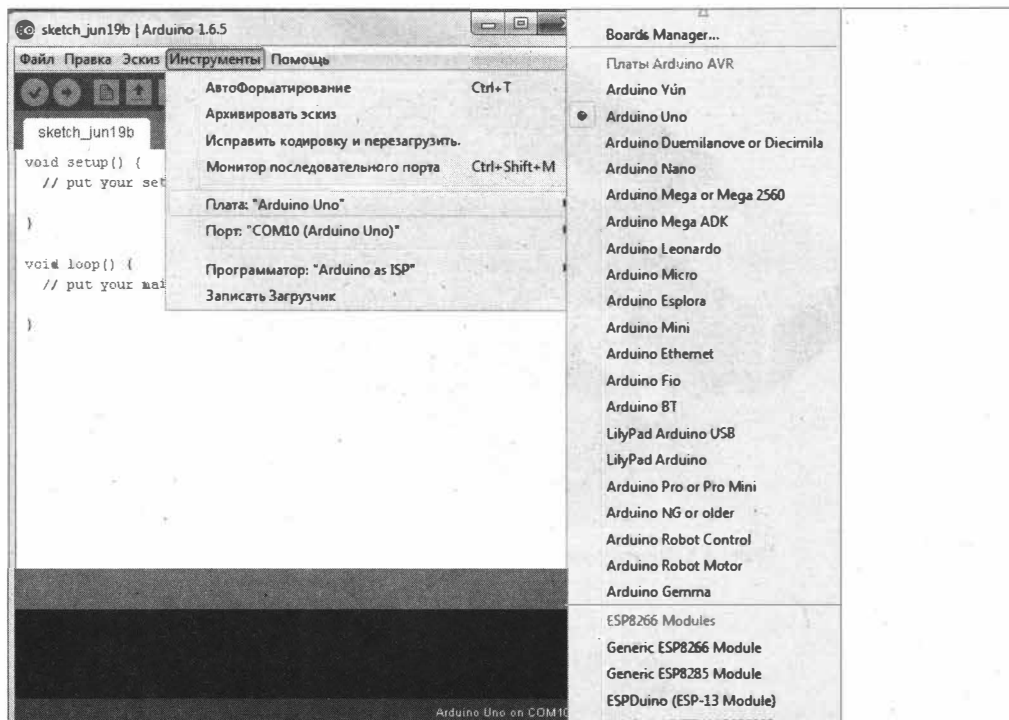 sketch_jun19b | Arduino 1.6.5
Файл Правка Эскиз Инструменты Помощь
sketch_jun19b
void setup() {
// put your set
}
void loop() {
// put your mai
}
АвтоФорматирование Ctrl+T
Архивировать эскиз
Исправить кодировку и перезагрузить.
Монитор последовательного порта Ctrl+Shift+M
Плата: "Arduino Uno"
Порт: "COM10 (Arduino Uno)"
Программатор: "Arduino as ISP"
Записать Загрузчик
Boards Manager...
Платы Arduino AVR
Arduino Yún
Arduino Uno
Arduino Duemilanove or Diecimila
Arduino Nano
Arduino Mega or Mega 2560
Arduino Mega ADK
Arduino Leonardo
Arduino Micro
Arduino Esplora
Arduino Mini
Arduino Ethernet
Arduino Fio
Arduino BT
LilyPad Arduino USB
LilyPad Arduino
Arduino Pro or Pro Mini
Arduino NG or older
Arduino Robot Control
Arduino Robot Motor
Arduino Gemma
ESP8266 Modules
Generic ESP8266 Module
Generic ESP8285 Module
ESPDuino (ESP-13 Module)
Arduino Uno on COM10